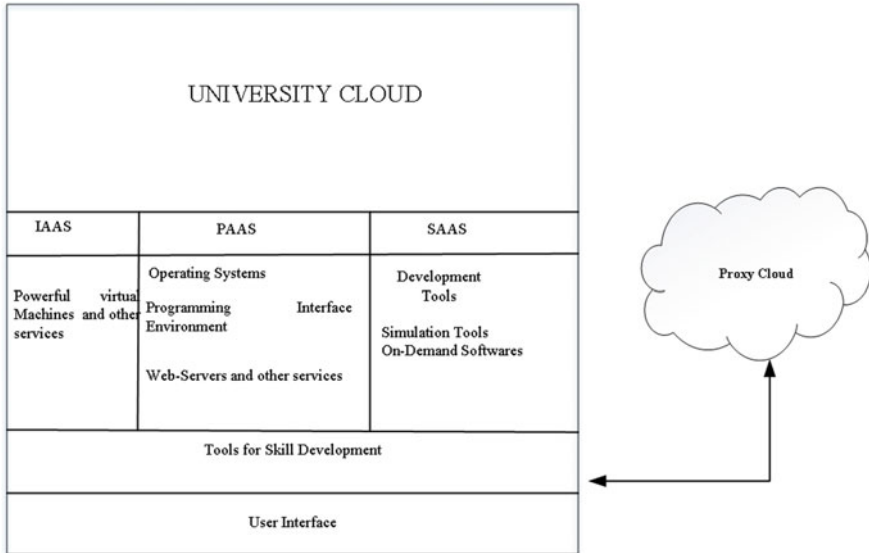 UNIVERSITY CLOUD
IAAS
PAAS
SAAS
Powerful virtual
Machines and other
services
Operating Systems
Programming Interface
Environment
Web-Servers and other services
Development
Tools
Simulation Tools
On-Demand Softwares
Proxy Cloud
Tools for Skill Development
User Interface